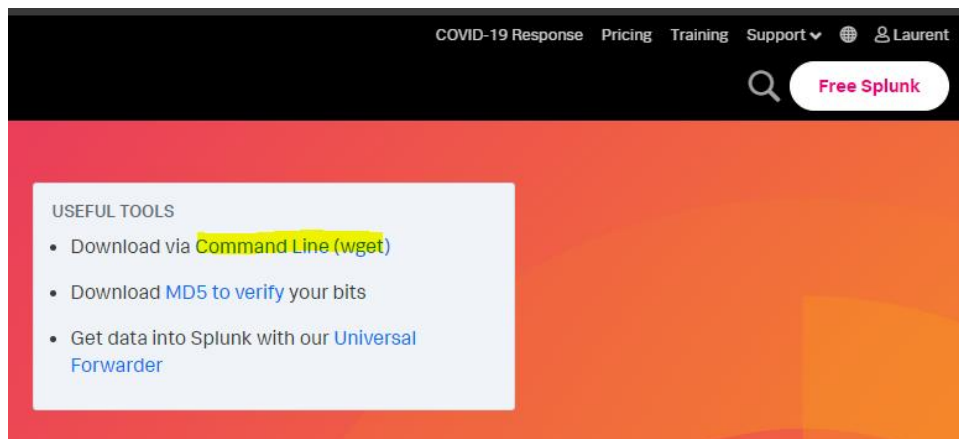 COVID-19 Response Pricing Training Support Laurent
Free Splunk
USEFUL TOOLS
• Download via Command Line (wget)
• Download MD5 to verify your bits
• Get data into Splunk with our Universal
Forwarder